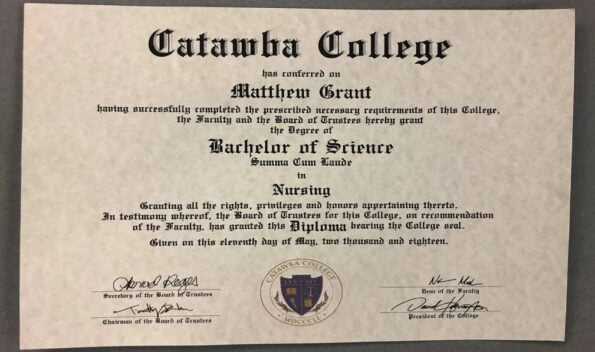 Catawba College
has conferred on
Matthew Grant
having successfully completed the prescribed necessary requirements of this College,
the Faculty and the Board of Trustees hereby grant
the Degree of
Bachelor of Science
Summa Cum Laude
in
Nursing
Granting all the rights, privileges and honors appertaining thereto.
In testimony whereof, the Board of Trustees for this College, on recommendation
of the Faculty, has granted this Diploma bearing the College seal.
Given on this eleventh day of May, two thousand and eighteen.
Secretary of the Board of Trustees
Chairman of the Board of Trustees
CATAWBA COLLEGE
MDCCCLI
Dean of the Faculty
President of the College